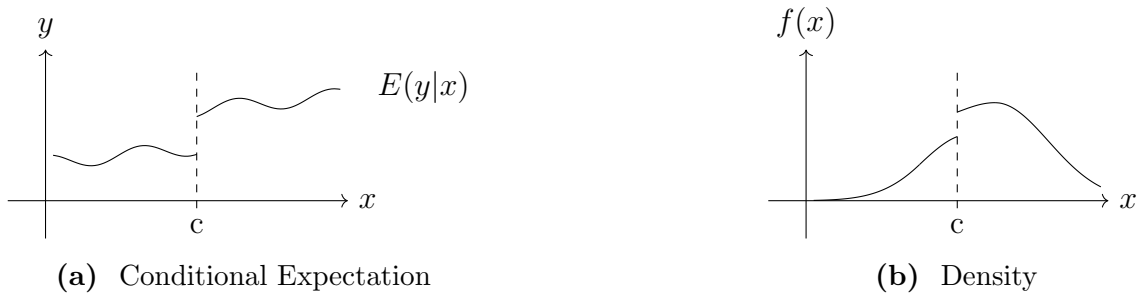 y
E(y|x)
x
c
(a) Conditional Expectation
f(x)
x
c
(b) Density